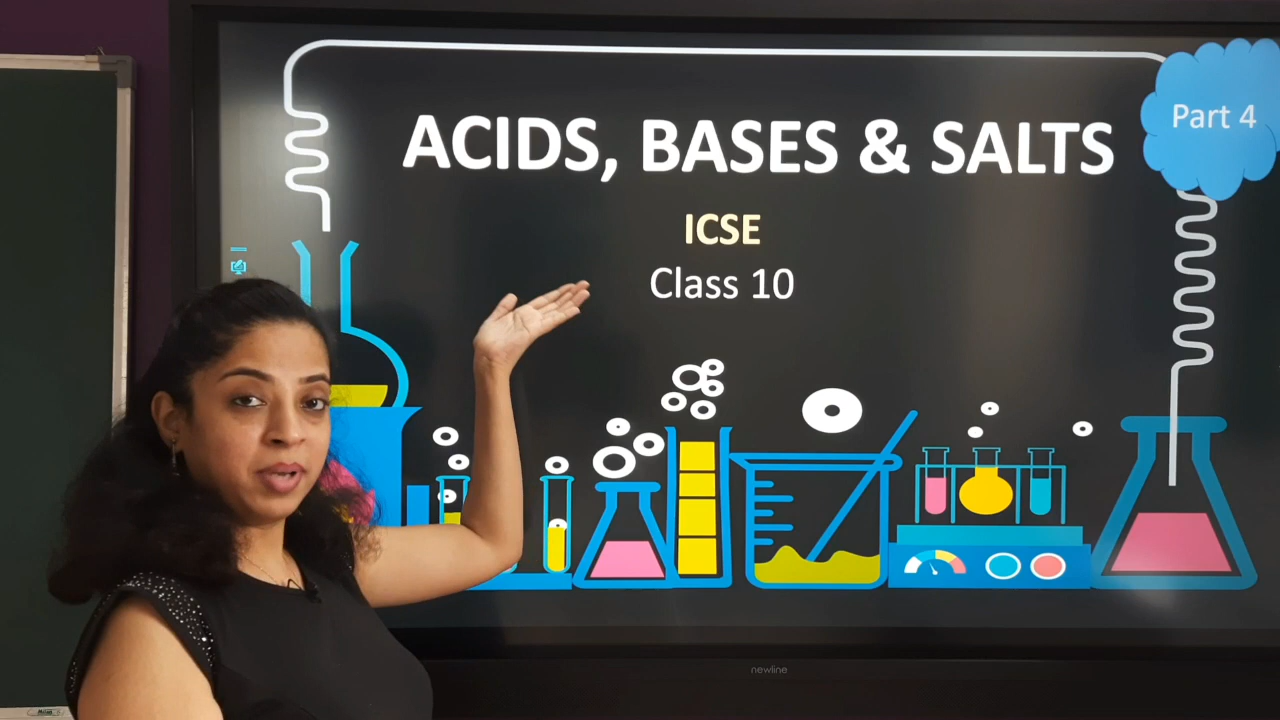 ACIDS, BASES & SALTS
Part 4
ICSE
Class 10
newline